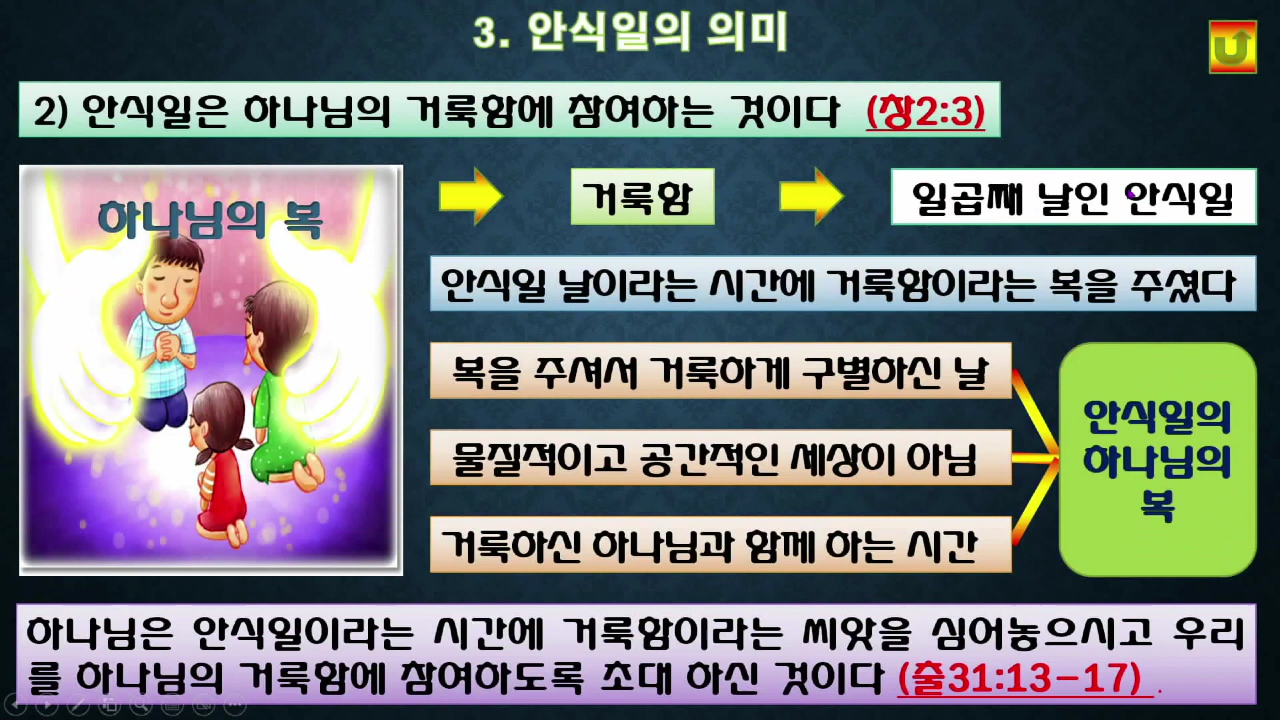 3. 안식일의 의미
2) 안식일은 하나님의 거룩함에 참여하는 것이다 (창2:3)
하나님의 복
거룩함
일곱째 날인 안식일
안식일 날이라는 시간에 거룩함이라는 복을 주셨다
복을 주셔서 거룩하게 구별하신 날
물질적이고 공간적인 세상이 아님
거룩하신 하나님과 함께 하는 시간
안식일의
하나님의
복
하나님은 안식일이라는 시간에 거룩함이라는 씨앗을 심어놓으시고 우리
를 하나님의 거룩함에 참여하도록 초대 하신 것이다 (출31:13-17) .